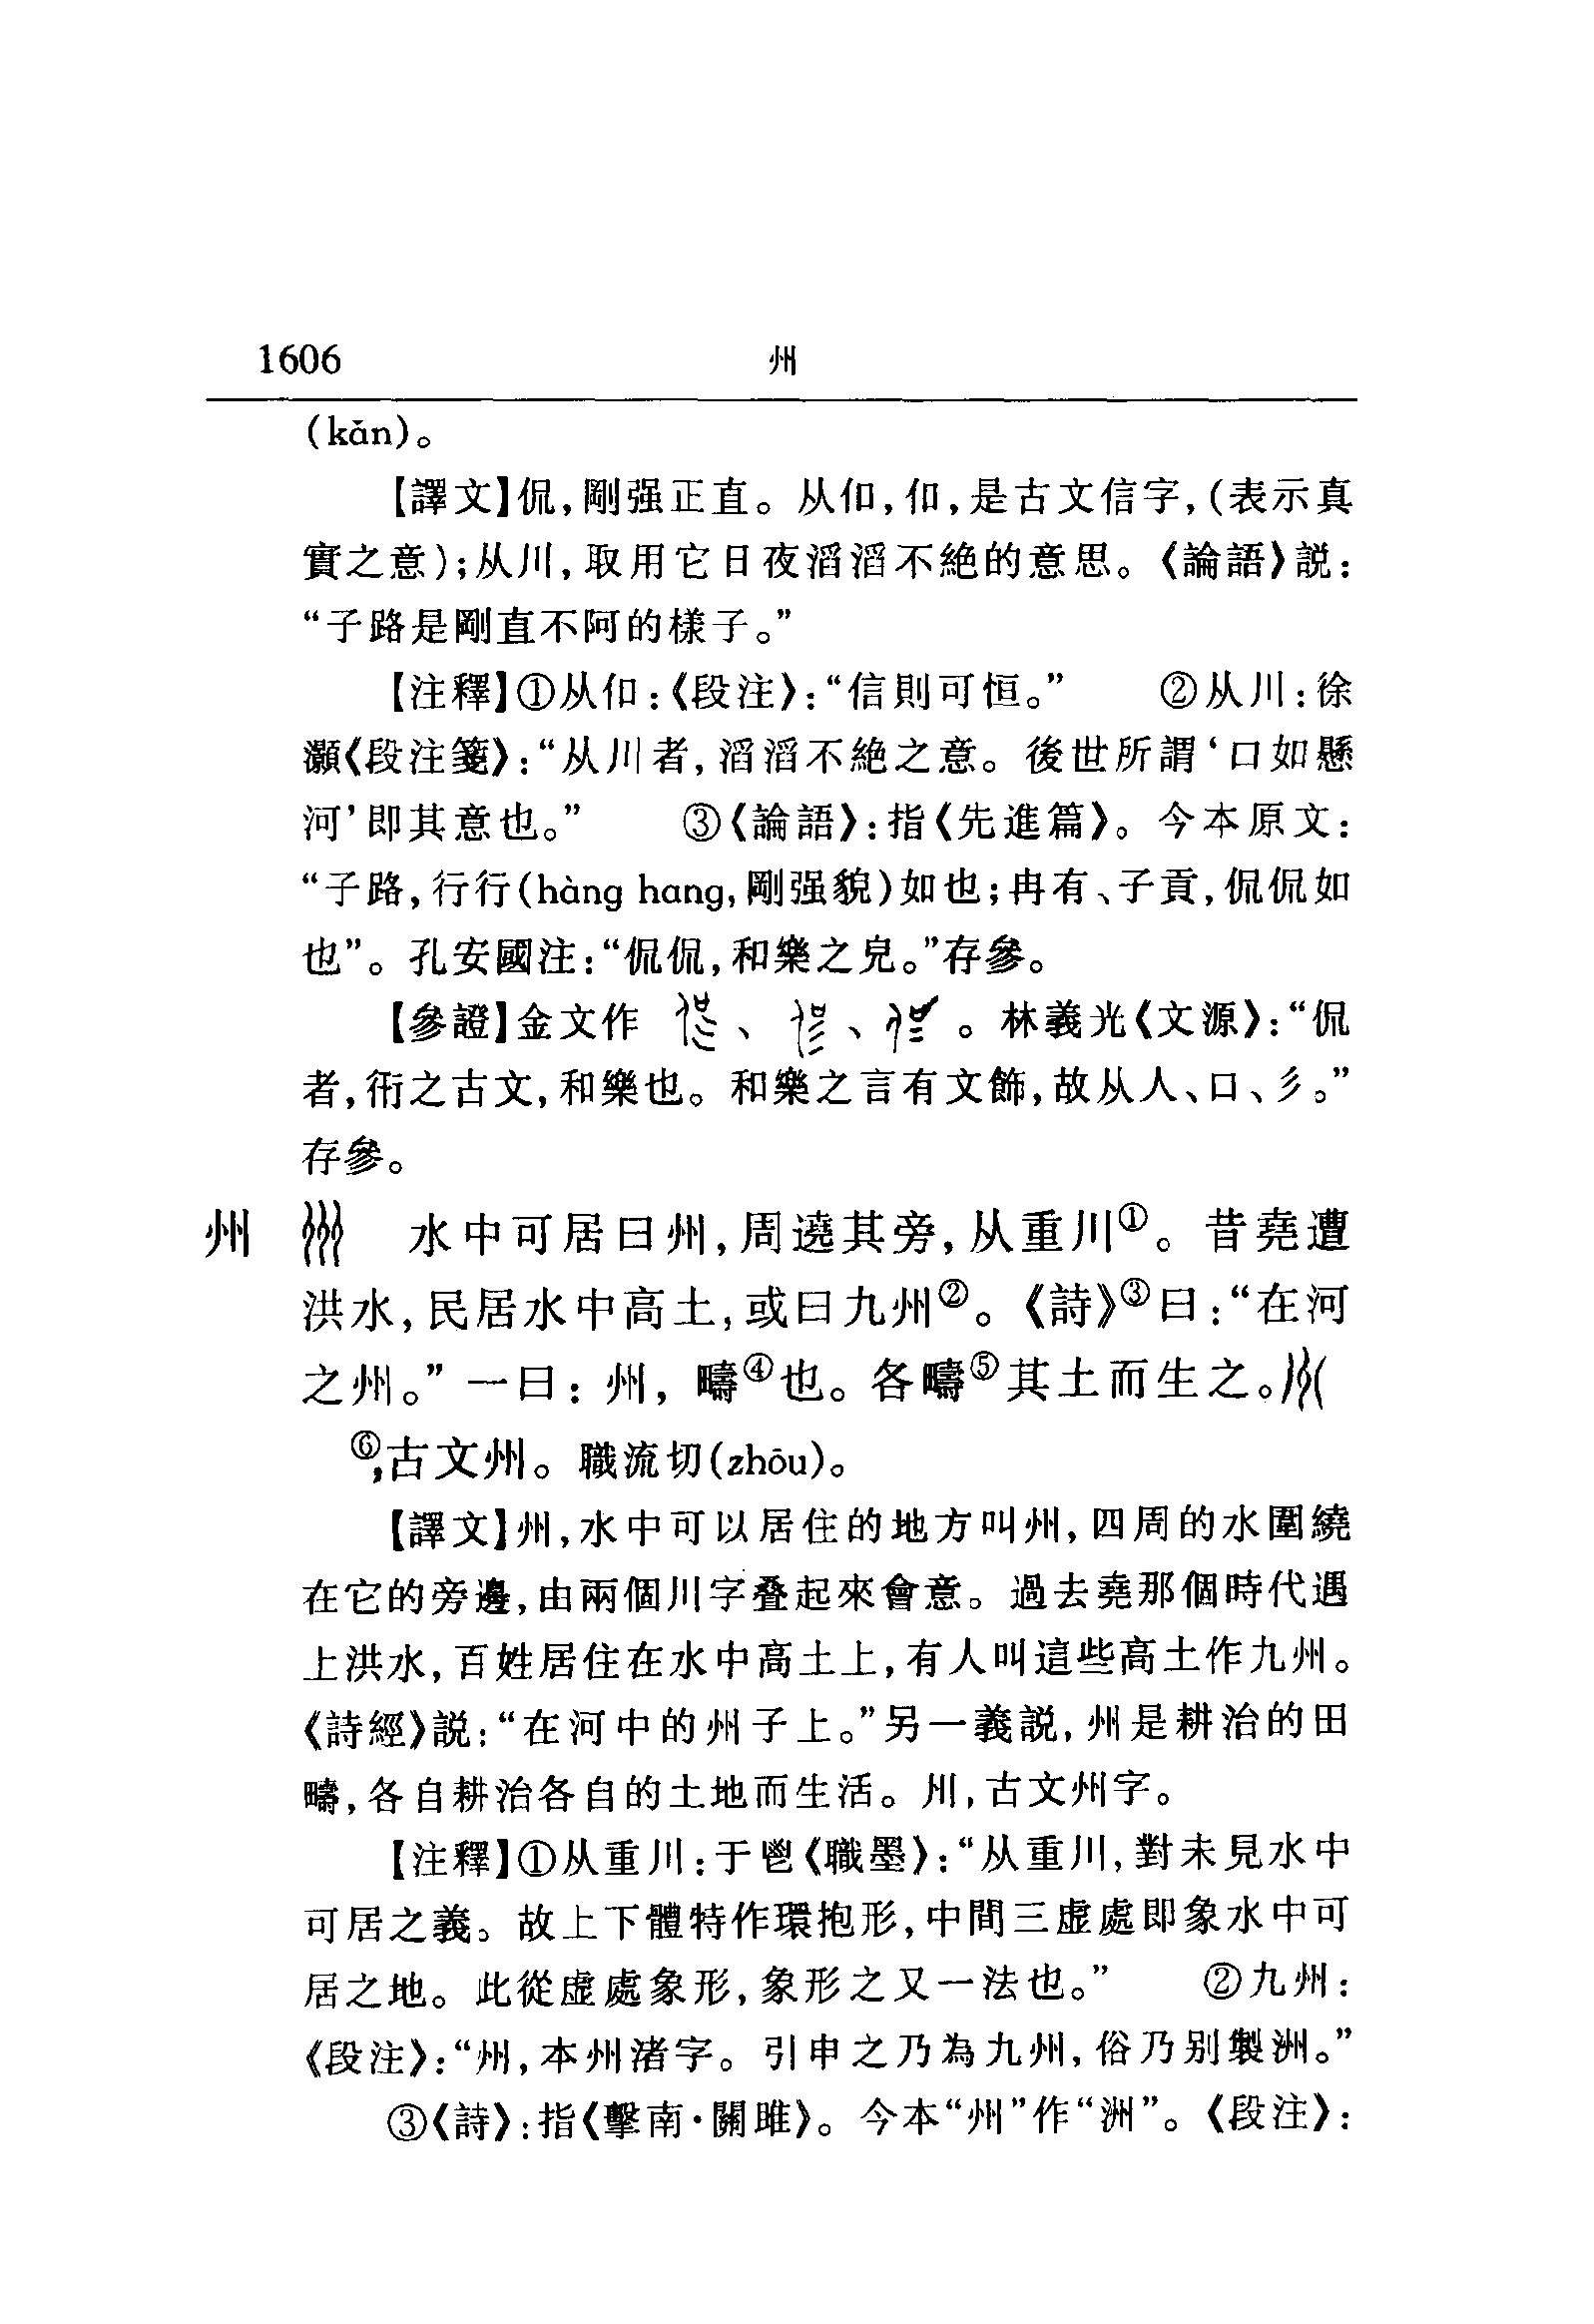 1606 州
(kǎn)。
【譯文】侃,剛强正直。从㐰,㐰,是古文信字,(表示真
實之意);从川,取用它日夜滔滔不絶的意思。《論語》説:
“子路是剛直不阿的樣子。”
【注釋】①从㐰:《段注》:“信則可恒。” ②从川:徐
灝《段注箋》:“从川者,滔滔不絶之意。後世所謂‘口如懸
河’即其意也。” ③《論語》:指《先進篇》。今本原文:
“子路,行行(hàng hang,剛强貌)如也;冉有、子貢,侃侃如
也”。孔安國注:“侃侃,和樂之皃。”存參。
【參證】金文作 、 、 。林義光《文源》:“侃
者,衎之古文,和樂也。和樂之言有文飾,故从人、口、彡。”
存參。
州 水中可居曰州,周遶其旁,从重川①。昔堯遭
洪水,民居水中高土,或曰九州②。《詩》③曰:“在河
之州。”一曰:州,疇④也。各疇⑤其土而生之。
⑥,古文州。職流切(zhōu)。
【譯文】州,水中可以居住的地方叫州,四周的水圍繞
在它的旁邊,由兩個川字叠起來會意。過去堯那個時代遇
上洪水,百姓居住在水中高土上,有人叫這些高土作九州。
《詩經》説:“在河中的州子上。”另一義説,州是耕治的田
疇,各自耕治各自的土地而生活。州,古文州字。
【注釋】①从重川:于鬯《職墨》:“从重川,對未見水中
可居之義。故上下體特作環抱形,中間三虚處即象水中可
居之地。此從虚處象形,象形之又一法也。” ②九州:
《段注》:“州,本州渚字。引申之乃為九州,俗乃别製洲。”
③《詩》:指《擊南·關雎》。今本“州”作“洲”。《段注》: